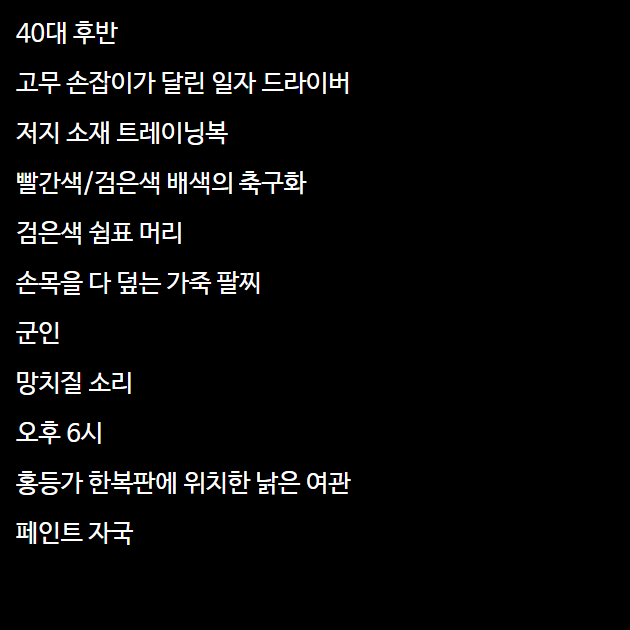 40대 후반
고무 손잡이가 달린 일자 드라이버
저지 소재 트레이닝복
빨간색/검은색 배색의 축구화
검은색 쉼표 머리
손목을 다 덮는 가죽 팔찌
군인
망치질 소리
오후 6시
홍등가 한복판에 위치한 낡은 여관
페인트 자국